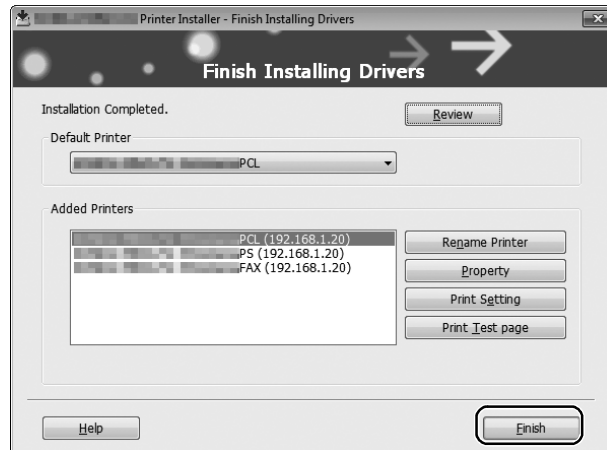 Printer Installer - Finish Installing Drivers
Finish Installing Drivers
Installation Completed.
Review
Default Printer
PCL
Added Printers
PCL (192.168.1.20)
PS (192.168.1.20)
FAX (192.168.1.20)
Rename Printer
Property
Print Setting
Print Test page
Help
Finish